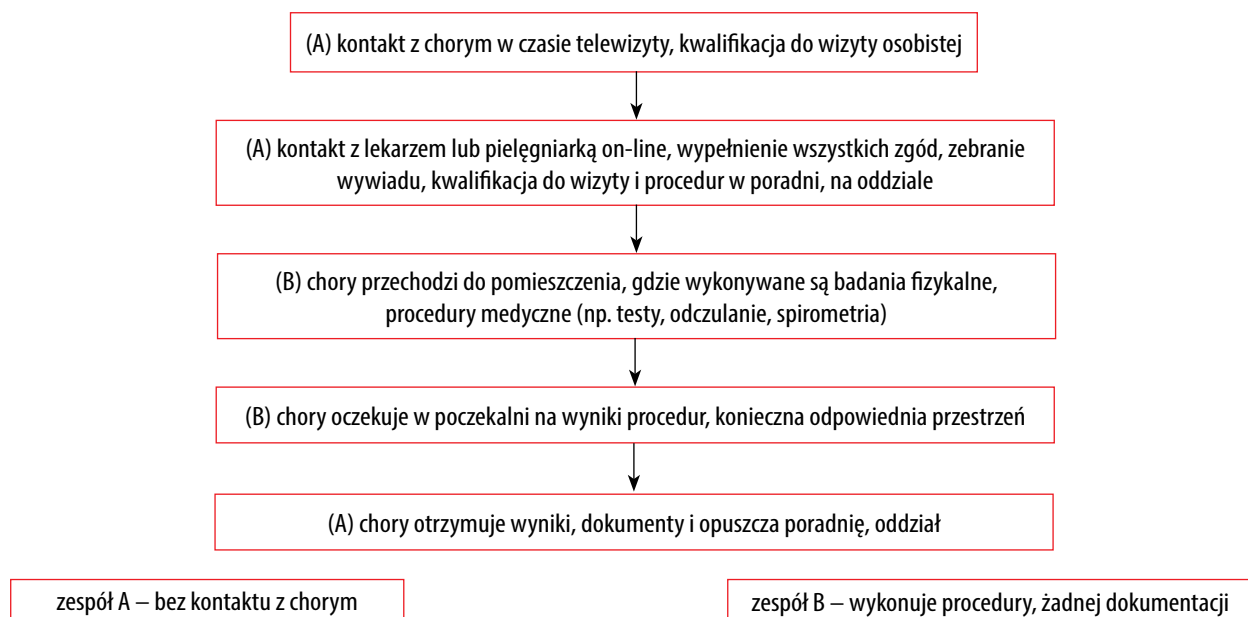 (A) kontakt z chorym w czasie telewizyty, kwalifikacja do wizyty osobistej
(A) kontakt z lekarzem lub pielęgniarką on-line, wypełnienie wszystkich zgód, zebranie
wywiadu, kwalifikacja do wizyty i procedur w poradni, na oddziale
(B) chory przechodzi do pomieszczenia, gdzie wykonywane są badania fizykalne,
procedury medyczne (np. testy, odczulanie, spirometria)
(B) chory oczekuje w poczekalni na wyniki procedur, konieczna odpowiednia przestrzeń
(A) chory otrzymuje wyniki, dokumenty i opuszcza poradnię, oddział
zespół A – bez kontaktu z chorym
zespół B – wykonuje procedury, żadnej dokumentacji